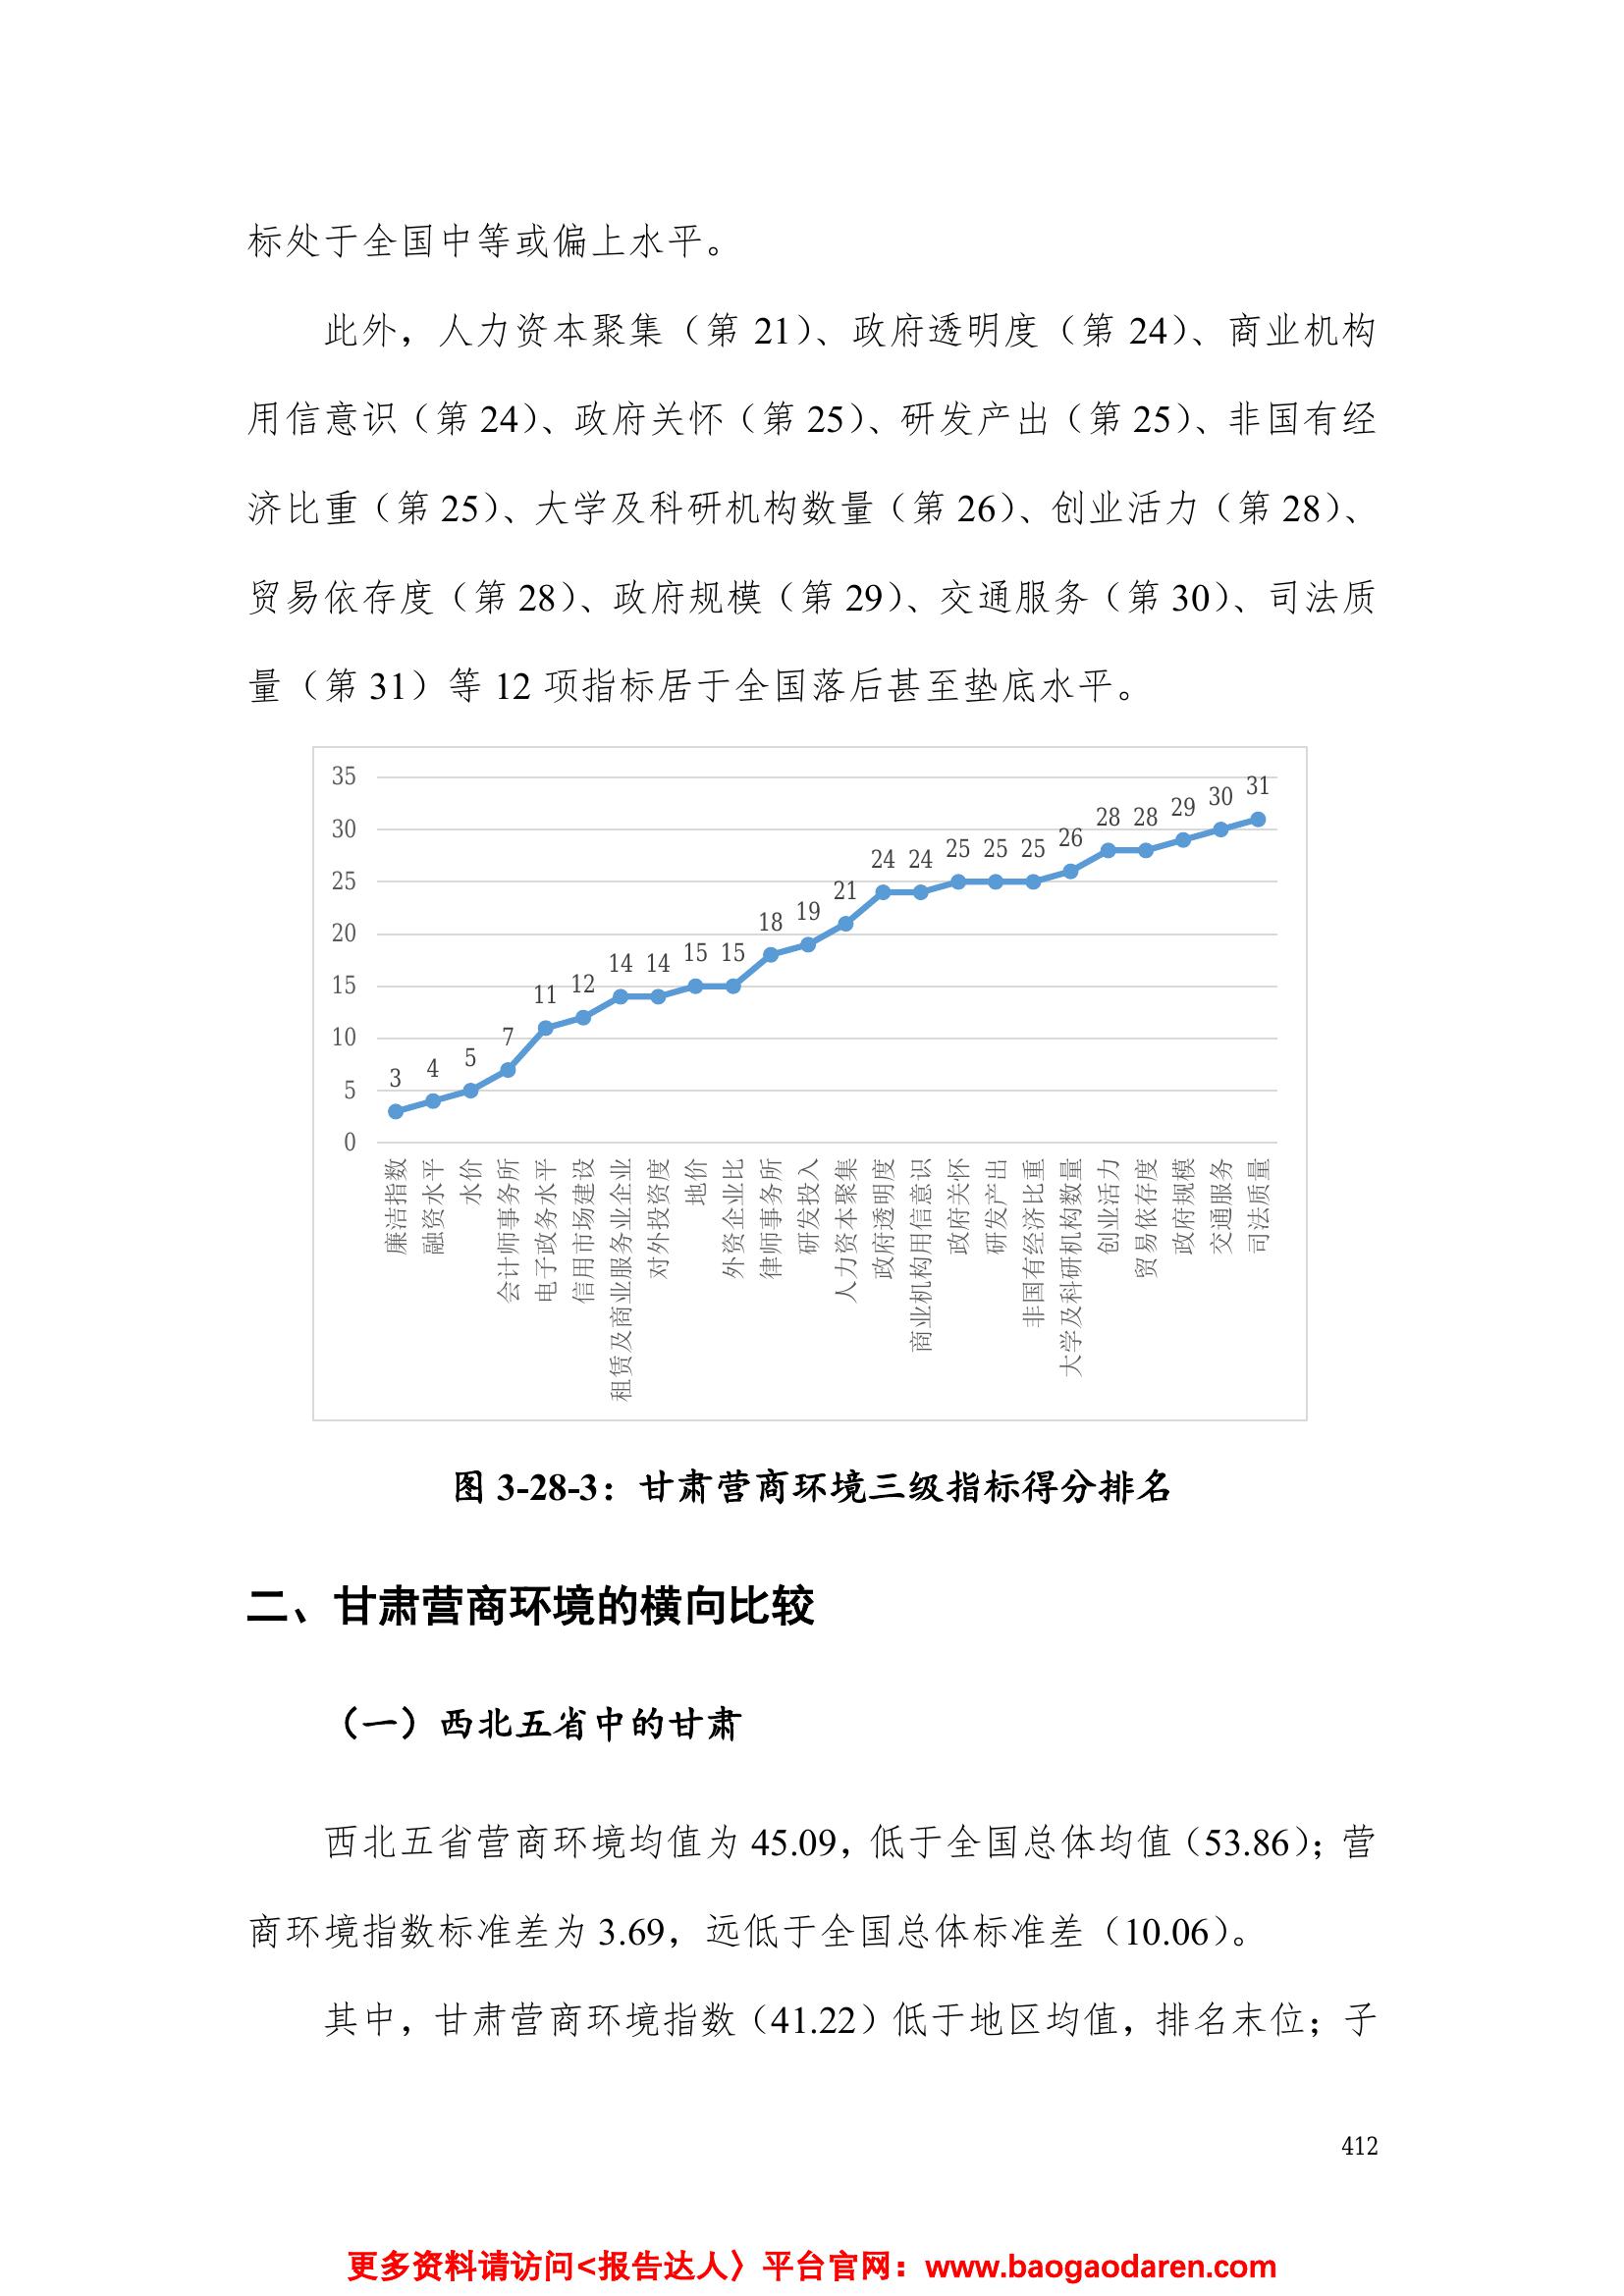 标处于全国中等或偏上水平。
此外，人力资本聚集（第 21）、政府透明度（第 24）、商业机构
用信意识（第 24）、政府关怀（第 25）、研发产出（第 25）、非国有经
济比重（第 25）、大学及科研机构数量（第 26）、创业活力（第 28）、
贸易依存度（第 28）、政府规模（第 29）、交通服务（第 30）、司法质
量（第 31）等 12 项指标居于全国落后甚至垫底水平。
35
30
25
20
15
10
5
0
3
4
5
7
11
12
14
14
15
15
18
19
21
24
24
25
25
25
26
28
28
29
30
31
廉洁指数
融资水平
水价
会计师事务所
电子政务水平
信用市场建设
租赁及商业服务业企业
对外投资度
地价
外资企业比
律师事务所
研发投入
人力资本聚集
政府透明度
商业机构用信意识
政府关怀
研发产出
非国有经济比重
大学及科研机构数量
创业活力
贸易依存度
政府规模
交通服务
司法质量
图 3-28-3：甘肃营商环境三级指标得分排名
二、甘肃营商环境的横向比较
（一）西北五省中的甘肃
西北五省营商环境均值为 45.09，低于全国总体均值（53.86）；营
商环境指数标准差为 3.69，远低于全国总体标准差（10.06）。
其中，甘肃营商环境指数（41.22）低于地区均值，排名末位；子
412
更多资料请访问<报告达人〉平台官网：www.baogaodaren.com